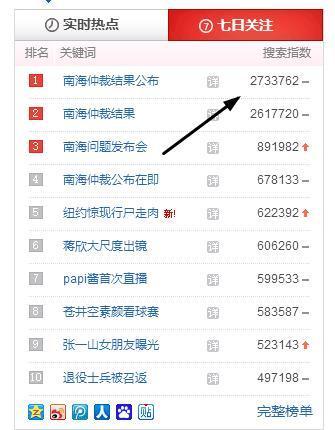 实时热点 7 七日关注
排名 关键词 搜索指数
1 南海仲裁结果公布 详 2733762
2 南海仲裁结果 详 2617720
3 南海问题发布会 详 891982
4 南海仲裁公布在即 详 678133
5 纽约惊现行尸走肉 新! 详 622392
6 蒋欣大尺度出镜 详 606260
7 papi酱首次直播 详 599533
8 苍井空素颜看球赛 详 583587
9 张一山女朋友曝光 详 523143
10 退役士兵被召返 详 497198
贴 完整榜单